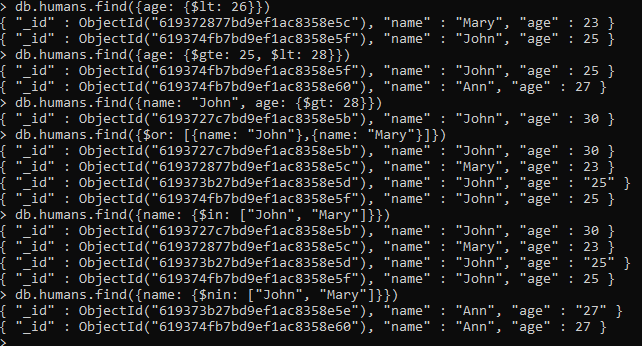 > db.humans.find({age: {$lt: 26}})
{ "_id" : ObjectId("619372877bd9ef1ac8358e5c"), "name" : "Mary", "age" : 23 }
{ "_id" : ObjectId("619374fb7bd9ef1ac8358e5f"), "name" : "John", "age" : 25 }
> db.humans.find({age: {$gte: 25, $lt: 28}})
{ "_id" : ObjectId("619374fb7bd9ef1ac8358e5f"), "name" : "John", "age" : 25 }
{ "_id" : ObjectId("619374fb7bd9ef1ac8358e60"), "name" : "Ann", "age" : 27 }
> db.humans.find({name: "John", age: {$gt: 28}})
{ "_id" : ObjectId("6193727c7bd9ef1ac8358e5b"), "name" : "John", "age" : 30 }
> db.humans.find({$or: [{name: "John"},{name: "Mary"}]})
{ "_id" : ObjectId("6193727c7bd9ef1ac8358e5b"), "name" : "John", "age" : 30 }
{ "_id" : ObjectId("619372877bd9ef1ac8358e5c"), "name" : "Mary", "age" : 23 }
{ "_id" : ObjectId("619373b27bd9ef1ac8358e5d"), "name" : "John", "age" : "25" }
{ "_id" : ObjectId("619374fb7bd9ef1ac8358e5f"), "name" : "John", "age" : 25 }
> db.humans.find({name: {$in: ["John", "Mary"]}})
{ "_id" : ObjectId("6193727c7bd9ef1ac8358e5b"), "name" : "John", "age" : 30 }
{ "_id" : ObjectId("619372877bd9ef1ac8358e5c"), "name" : "Mary", "age" : 23 }
{ "_id" : ObjectId("619373b27bd9ef1ac8358e5d"), "name" : "John", "age" : "25" }
{ "_id" : ObjectId("619374fb7bd9ef1ac8358e5f"), "name" : "John", "age" : 25 }
> db.humans.find({name: {$nin: ["John", "Mary"]}})
{ "_id" : ObjectId("619373b27bd9ef1ac8358e5e"), "name" : "Ann", "age" : "27" }
{ "_id" : ObjectId("619374fb7bd9ef1ac8358e60"), "name" : "Ann", "age" : 27 }
>